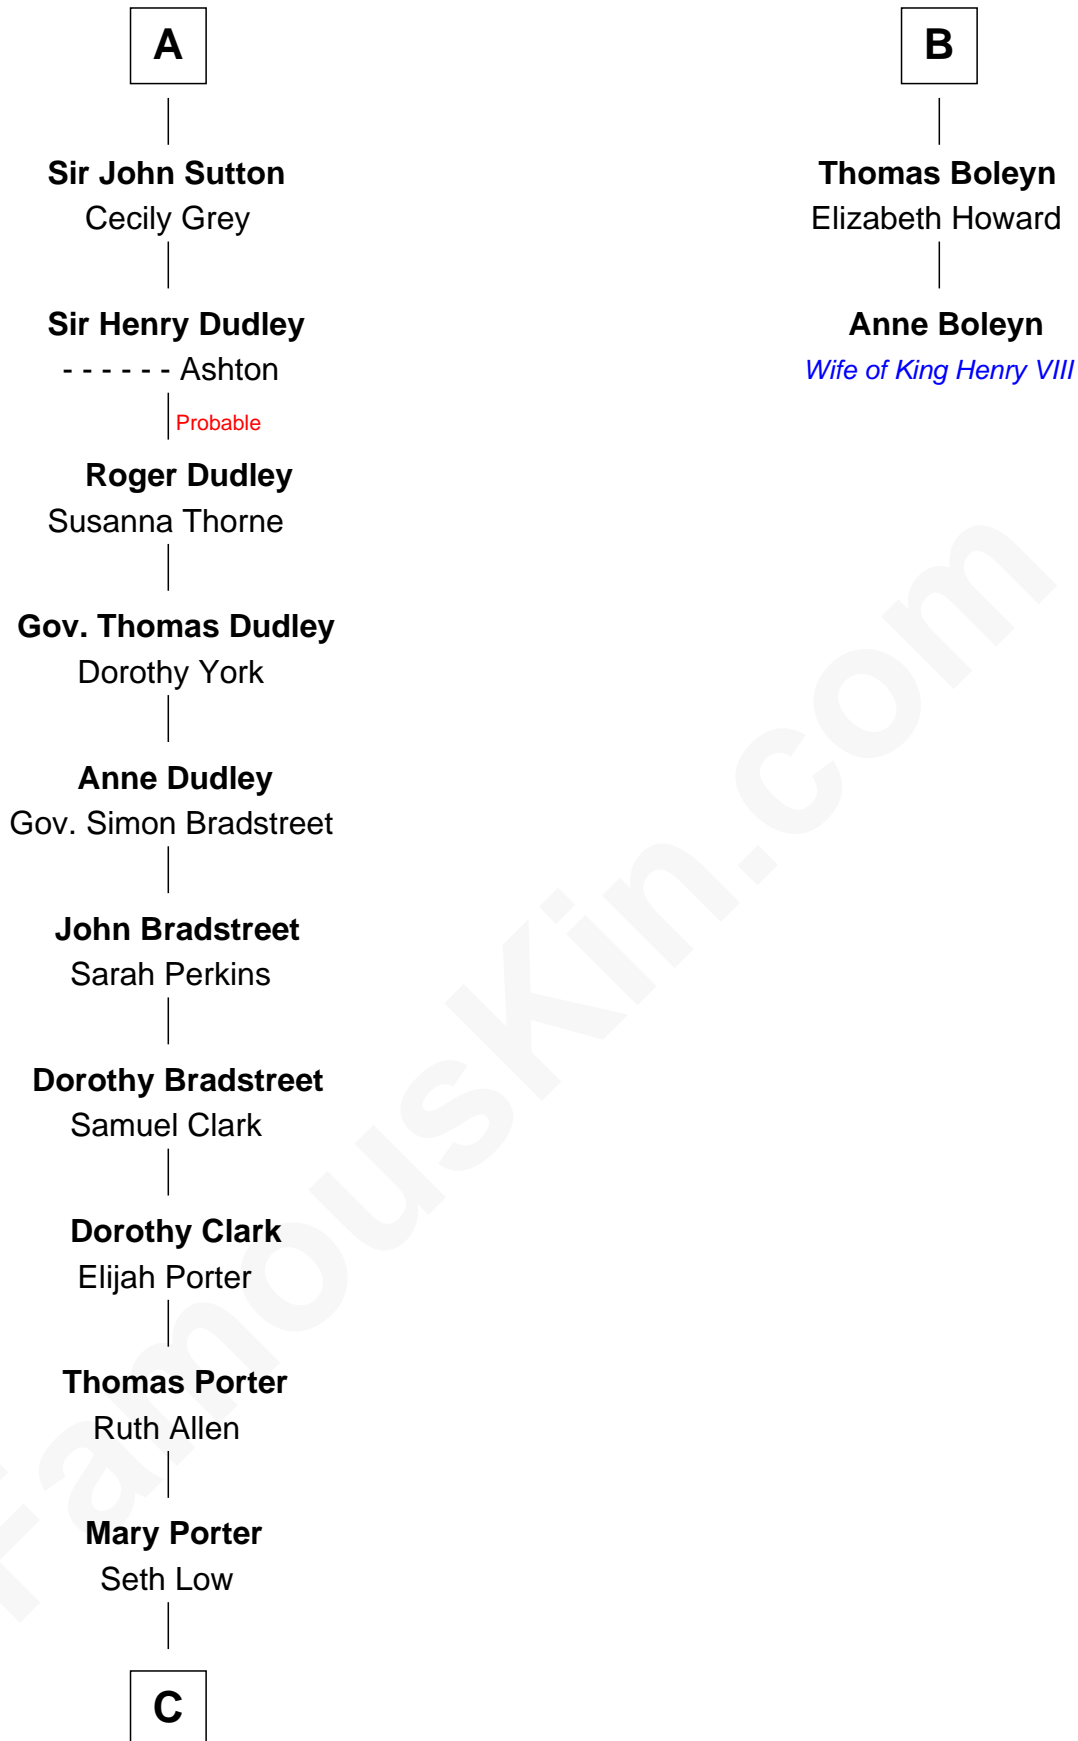 A
Sir John Sutton
Cecily Grey
Sir Henry Dudley
- - - - - - Ashton
Probable
Roger Dudley
Susanna Thorne
Gov. Thomas Dudley
Dorothy York
Anne Dudley
Gov. Simon Bradstreet
John Bradstreet
Sarah Perkins
Dorothy Bradstreet
Samuel Clark
Dorothy Clark
Elijah Porter
Thomas Porter
Ruth Allen
Mary Porter
Seth Low
C
B
Thomas Boleyn
Elizabeth Howard
Anne Boleyn
Wife of King Henry VIII
FamousKin.com